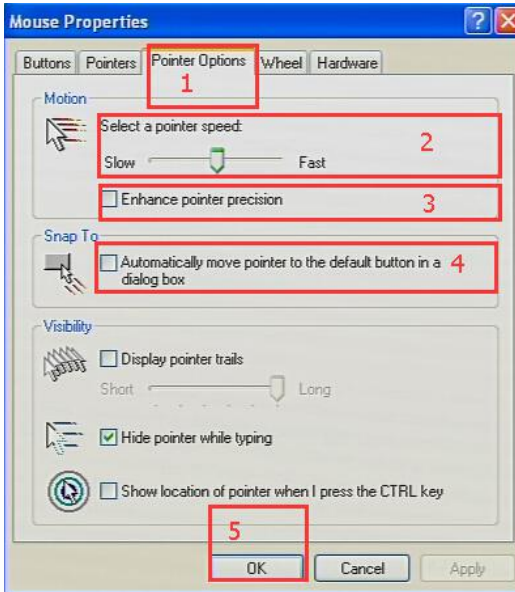 Mouse Properties
Buttons Pointers Pointer Options Wheel Hardware
1
Motion
Select a pointer speed:
2
Slow Fast
Enhance pointer precision
3
Snap To
Automatically move pointer to the default button in a
4
dialog box
Visibility
Display pointer trails
Short Long
Hide pointer while typing
Show location of pointer when I press the CTRL key
5
OK Cancel Apply